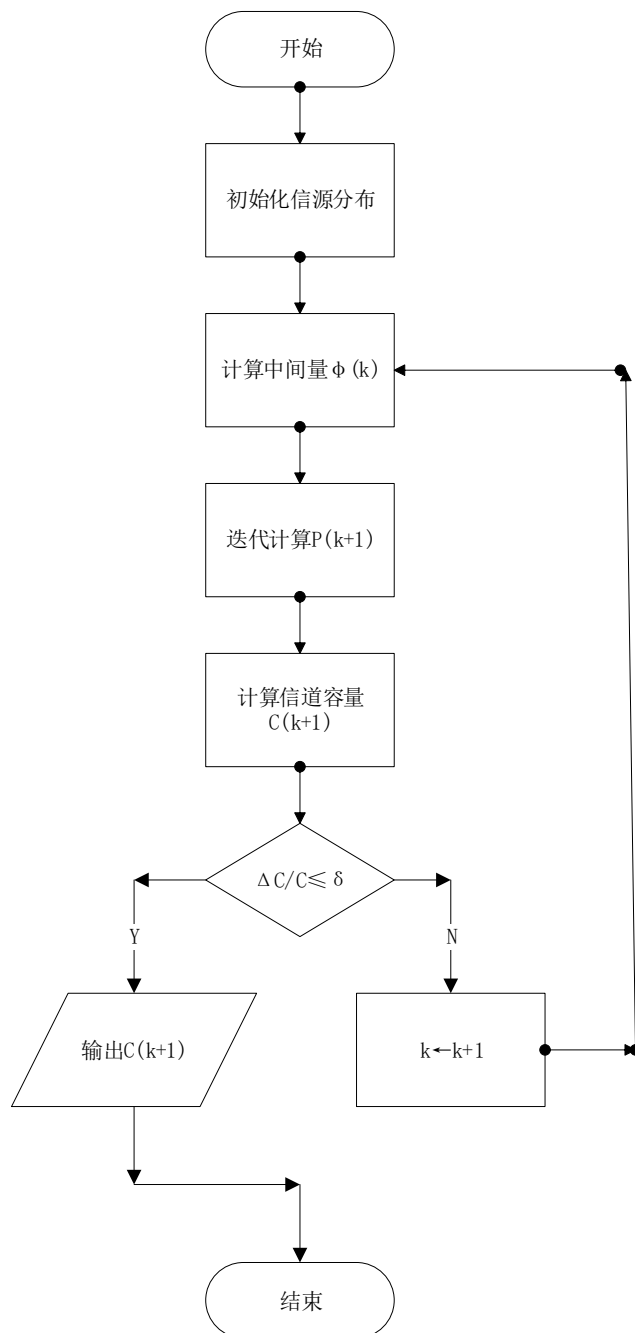 开始
初始化信源分布
计算中间量φ(k)
迭代计算P(k+1)
计算信道容量
C(k+1)
ΔC/C≤δ
Y
N
输出C(k+1)
k←k+1
结束